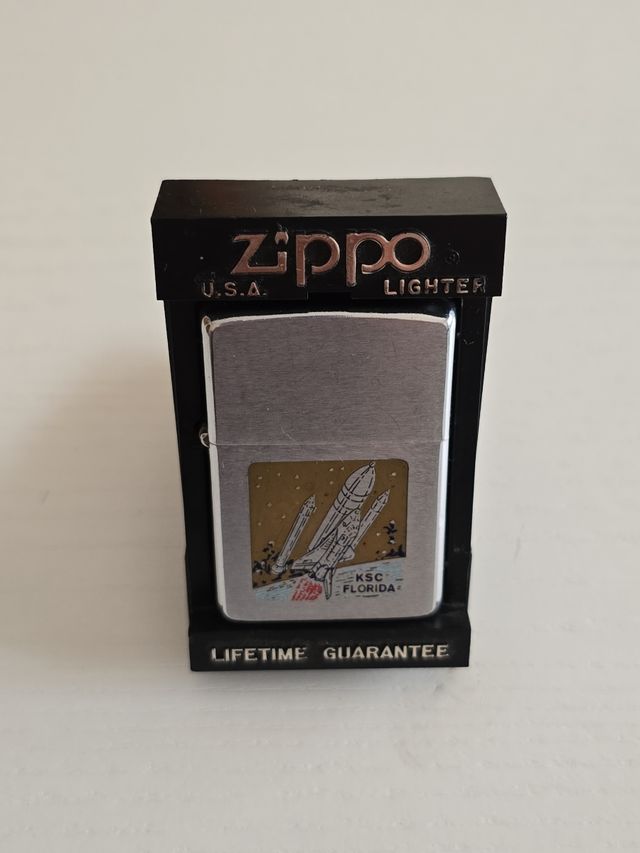 Zippo ®
U.S.A. LIGHTER
KSC
FLORIDA
LIFETIME GUARANTEE